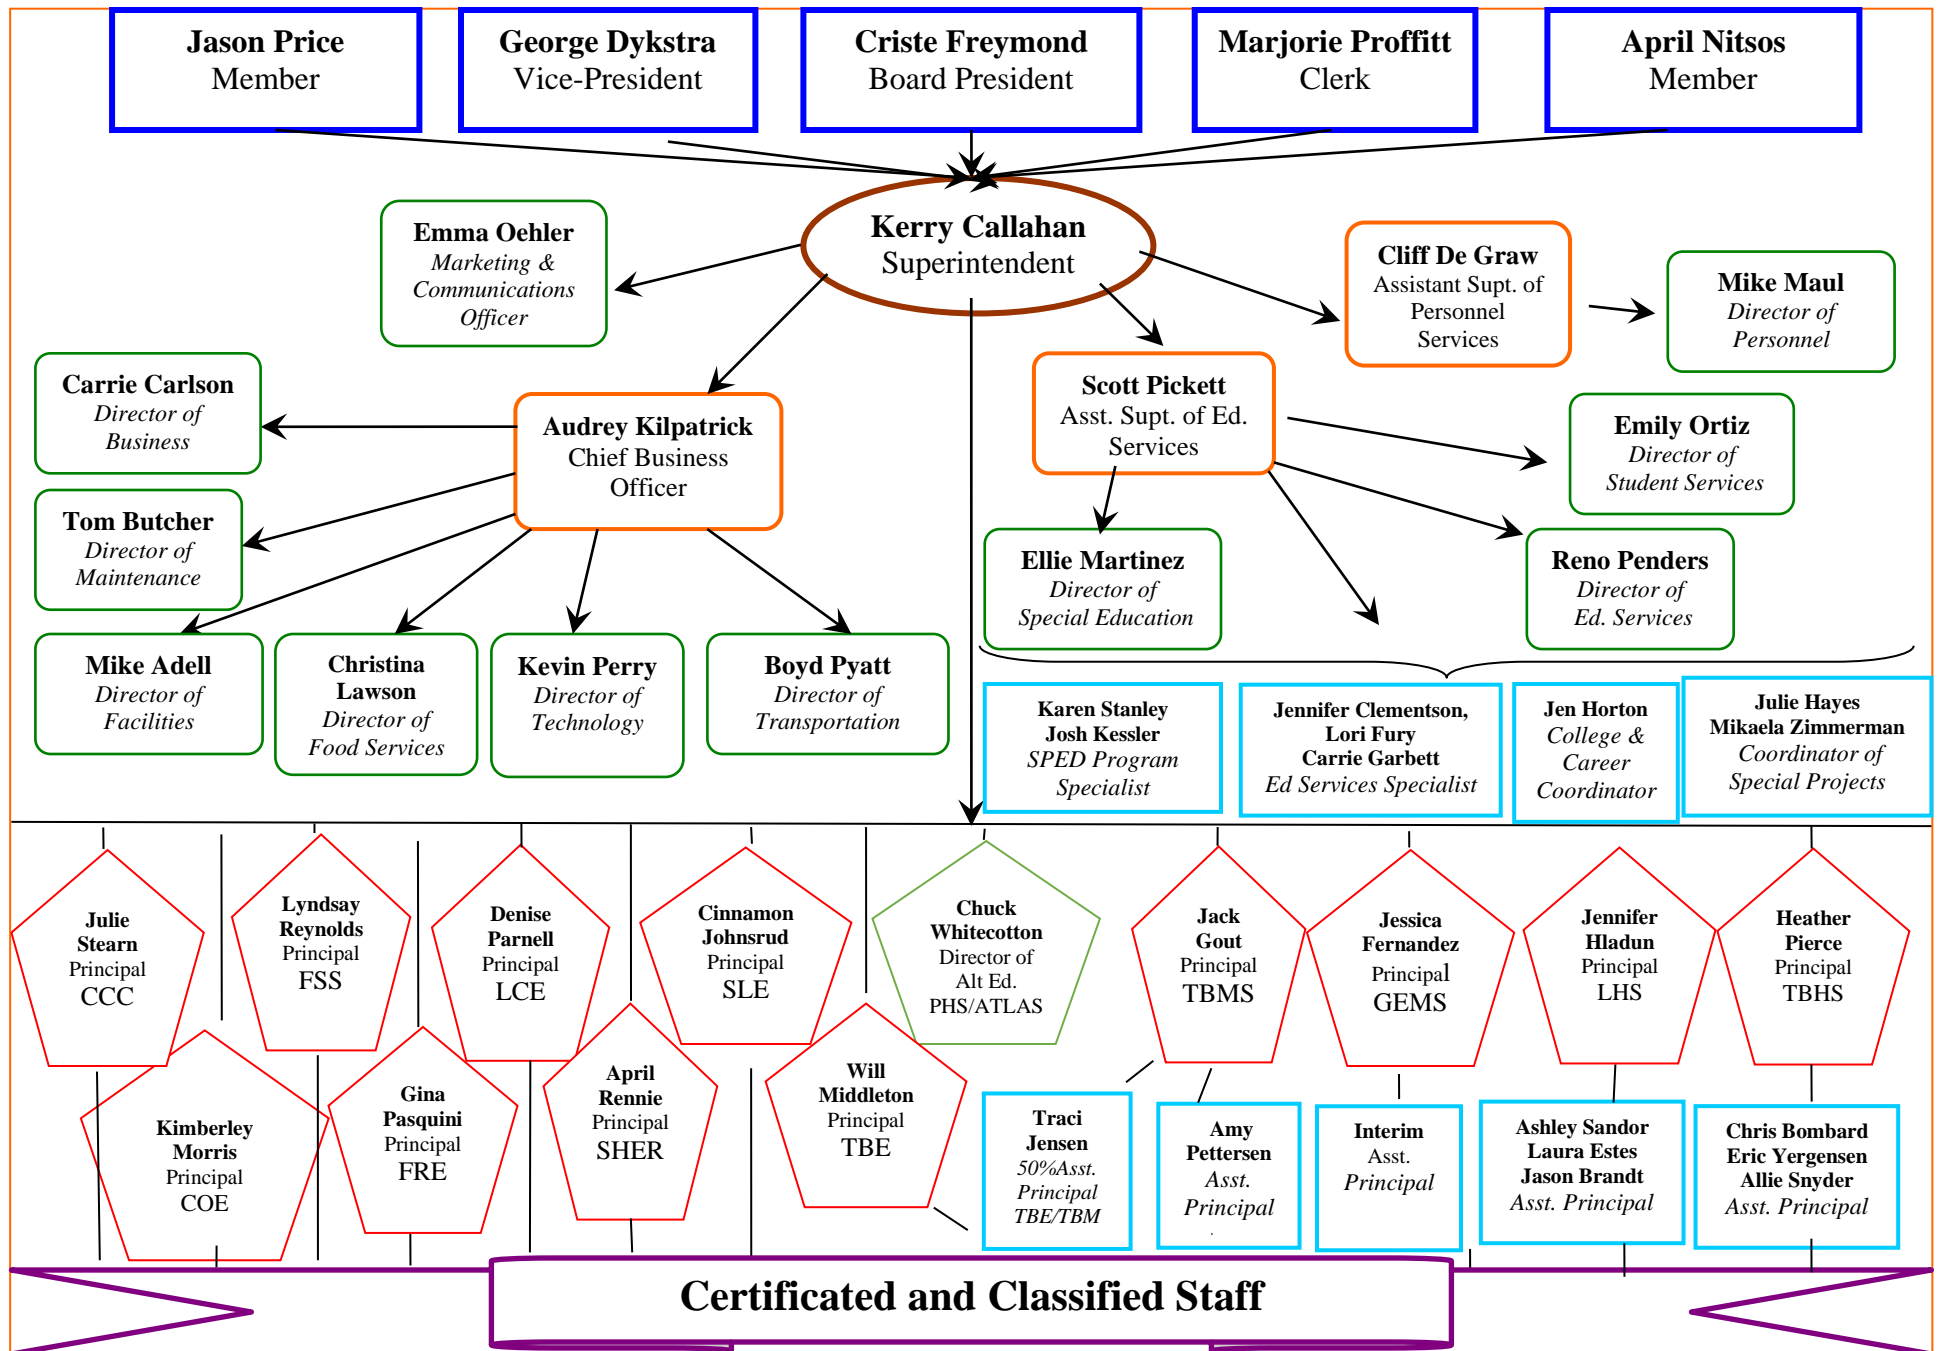 Jason Price
Member
George Dykstra
Vice-President
Criste Freymond
Board President
Marjorie Proffitt
Clerk
April Nitsos
Member
Kerry Callahan
Superintendent
Emma Oehler
Marketing &
Communications
Officer
Cliff De Graw
Assistant Supt. of
Personnel
Services
Mike Maul
Director of
Personnel
Carrie Carlson
Director of
Business
Audrey Kilpatrick
Chief Business
Officer
Scott Pickett
Asst. Supt. of Ed.
Services
Emily Ortiz
Director of
Student Services
Tom Butcher
Director of
Maintenance
Ellie Martinez
Director of
Special Education
Reno Penders
Director of
Ed. Services
Mike Adell
Director of
Facilities
Christina
Lawson
Director of
Food Services
Kevin Perry
Director of
Technology
Boyd Pyatt
Director of
Transportation
Karen Stanley
Josh Kessler
SPED Program
Specialist
Jennifer Clementson,
Lori Fury
Carrie Garbett
Ed Services Specialist
Jen Horton
College &
Career
Coordinator
Julie Hayes
Mikaela Zimmerman
Coordinator of
Special Projects
Julie
Stearn
Principal
CCC
Lyndsay
Reynolds
Principal
FSS
Denise
Parnell
Principal
LCE
Cinnamon
Johnsrud
Principal
SLE
Chuck
Whitecotton
Director of
Alt Ed.
PHS/ATLAS
Jack
Gout
Principal
TBMS
Jessica
Fernandez
Principal
GEMS
Jennifer
Hladun
Principal
LHS
Heather
Pierce
Principal
TBHS
Kimberley
Morris
Principal
COE
Gina
Pasquini
Principal
FRE
April
Rennie
Principal
SHER
Will
Middleton
Principal
TBE
Traci
Jensen
50%Asst.
Principal
TBE/TBM
Amy
Pettersen
Asst.
Principal
.
Interim
Asst.
Principal
Ashley Sandor
Laura Estes
Jason Brandt
Asst. Principal
Chris Bombard
Eric Yergensen
Allie Snyder
Asst. Principal
Certificated and Classified Staff